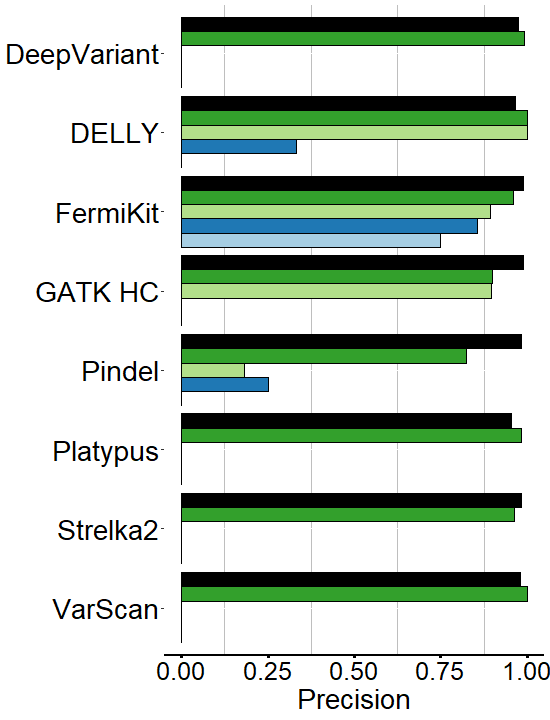 DeepVariant
DELLY
FermiKit
GATK HC
Pindel
Platypus
Strelka2
VarScan
0.00 0.25 0.50 0.75 1.00
Precision